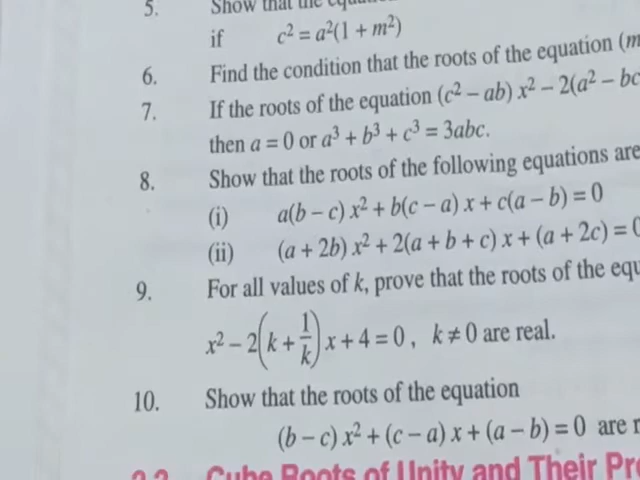 5. Show that the equa
if c² = a²(1 + m²)
6. Find the condition that the roots of the equation (m
7. If the roots of the equation (c² – ab) x² – 2(a² – bc
then a = 0 or a³ + b³ + c³ = 3abc.
8. Show that the roots of the following equations are
(i) a(b – c) x² + b(c – a) x + c(a – b) = 0
(ii) (a + 2b) x² + 2(a + b + c) x + (a + 2c) = 0
9. For all values of k, prove that the roots of the equ
x² – 2(k + 1/k) x + 4 = 0 , k ≠ 0 are real.
10. Show that the roots of the equation
(b – c) x² + (c – a) x + (a – b) = 0 are r
Cube Roots of Unity and Their Pr